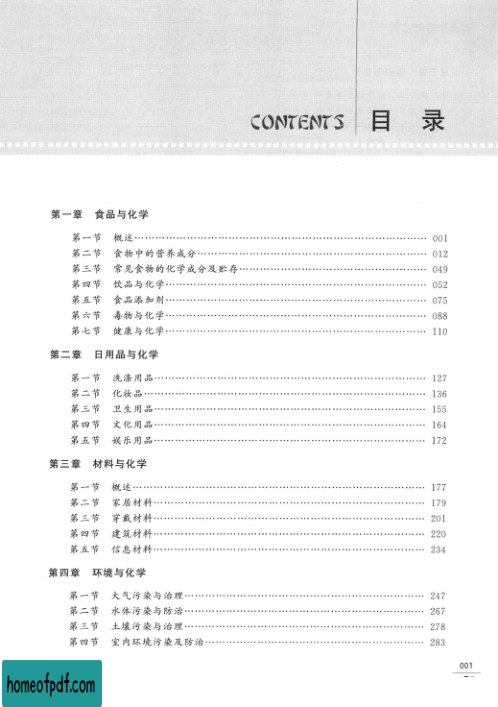 CONTENTS 目 录
第一章 食品与化学
第一节 概述 001
第二节 食物中的营养成分 012
第三节 常见食物的化学成分及贮存 049
第四节 饮品与化学 052
第五节 食品添加剂 075
第六节 毒物与化学 088
第七节 健康与化学 110
第二章 日用品与化学
第一节 洗涤用品 127
第二节 化妆品 136
第三节 卫生用品 155
第四节 文化用品 164
第五节 娱乐用品 172
第三章 材料与化学
第一节 概述 177
第二节 家居材料 179
第三节 穿戴材料 201
第四节 建筑材料 220
第五节 信息材料 234
第四章 环境与化学
第一节 大气污染与治理 247
第二节 水体污染与防治 267
第三节 土壤污染与治理 278
第四节 室内环境污染及防治 283
001
homeofpdf.com